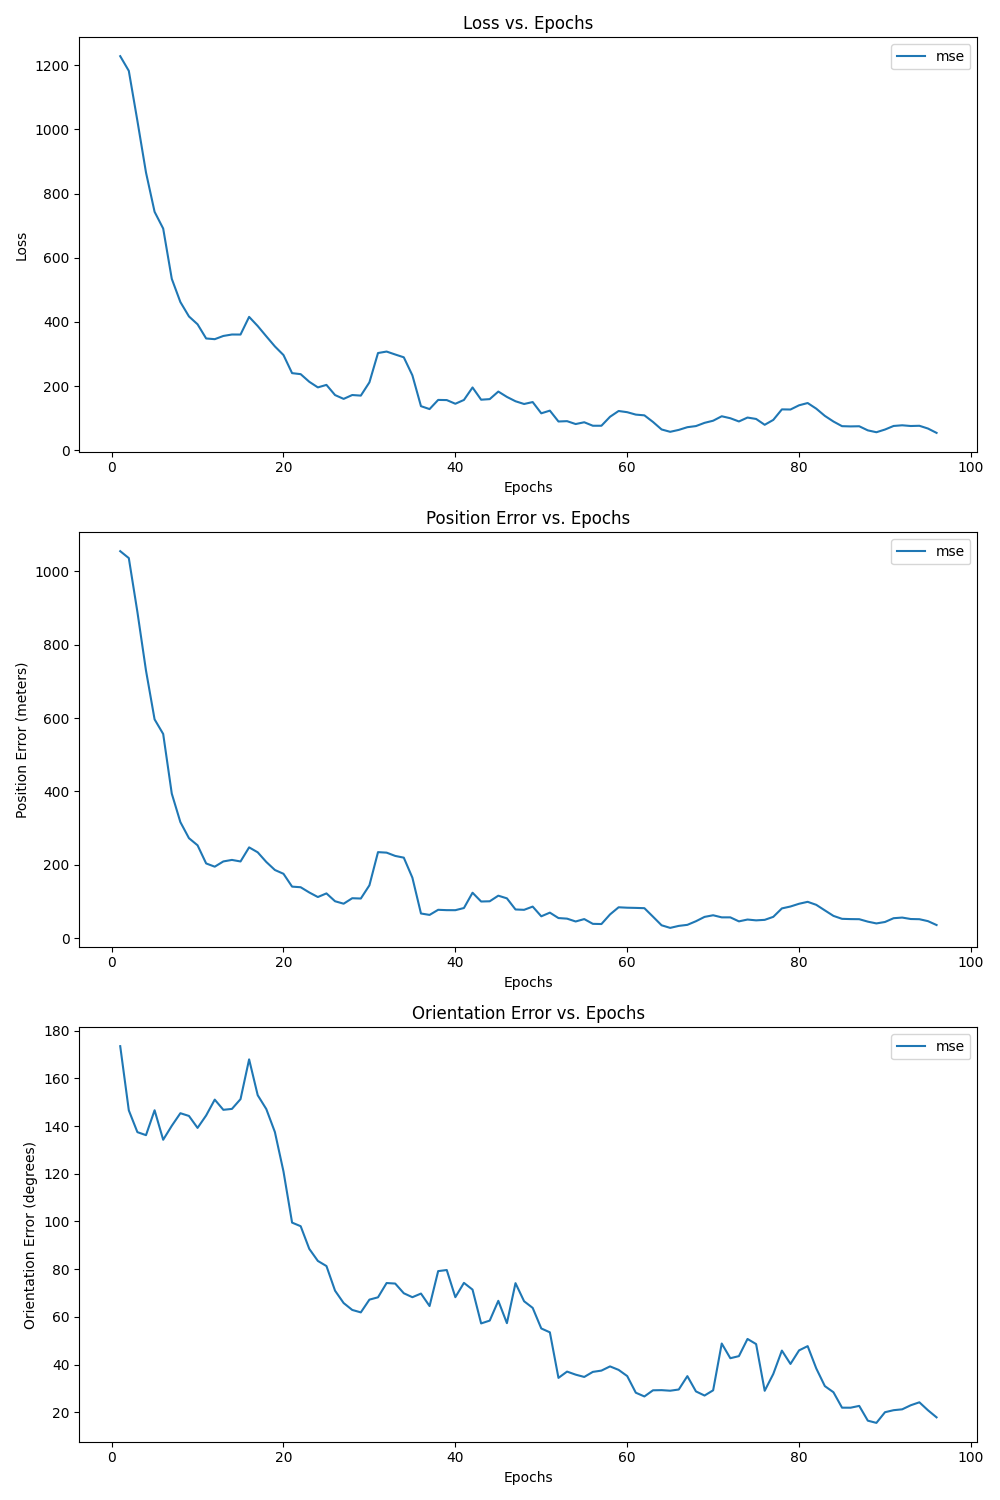 Loss vs. Epochs
mse
1200
1000
800
600
400
200
0
Loss
0 20 40 60 80 100
Epochs
Position Error vs. Epochs
mse
1000
800
600
400
200
0
Position Error (meters)
0 20 40 60 80 100
Epochs
Orientation Error vs. Epochs
mse
180
160
140
120
100
80
60
40
20
Orientation Error (degrees)
0 20 40 60 80 100
Epochs